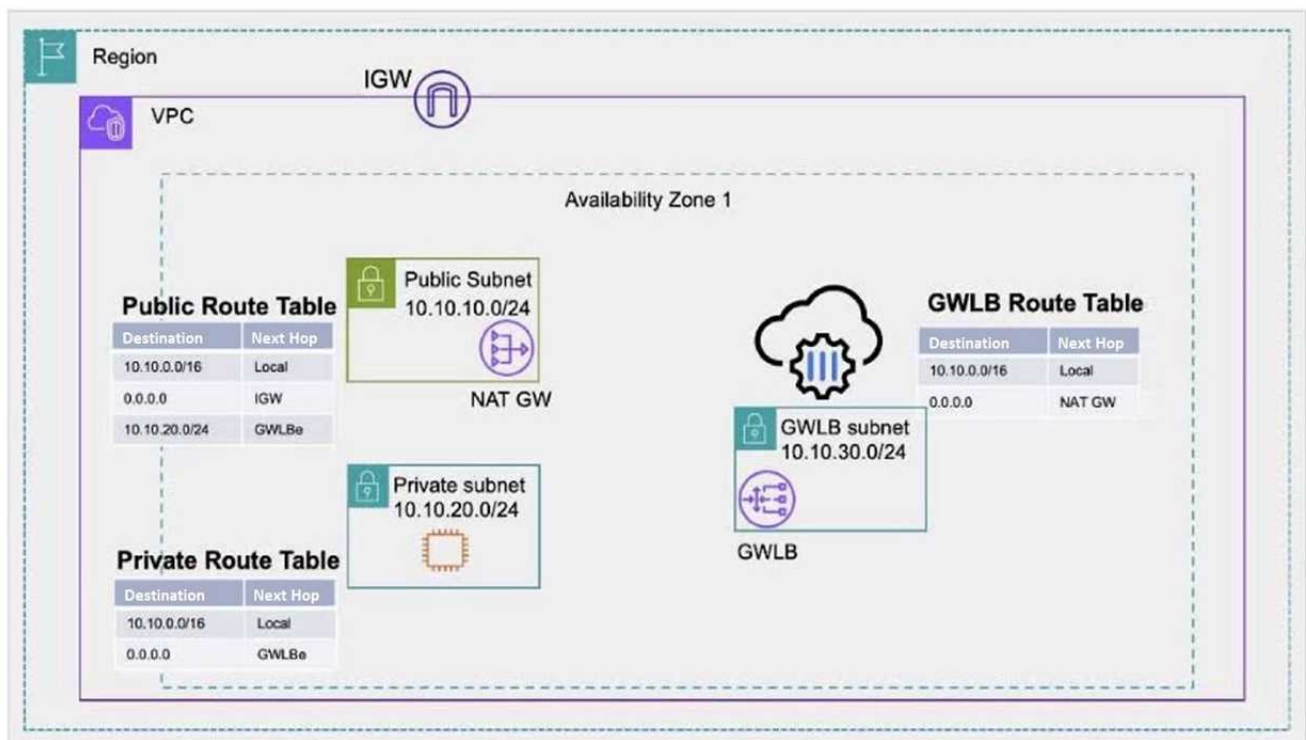 Region
IGW
VPC
Availability Zone 1
Public Subnet
10.10.10.0/24
NAT GW
Public Route Table
Destination Next Hop
10.10.0.0/16 Local
0.0.0.0 IGW
10.10.20.0/24 GWLBe
GWLB Route Table
Destination Next Hop
10.10.0.0/16 Local
0.0.0.0 NAT GW
GWLB subnet
10.10.30.0/24
GWLB
Private subnet
10.10.20.0/24
Private Route Table
Destination Next Hop
10.10.0.0/16 Local
0.0.0.0 GWLBe